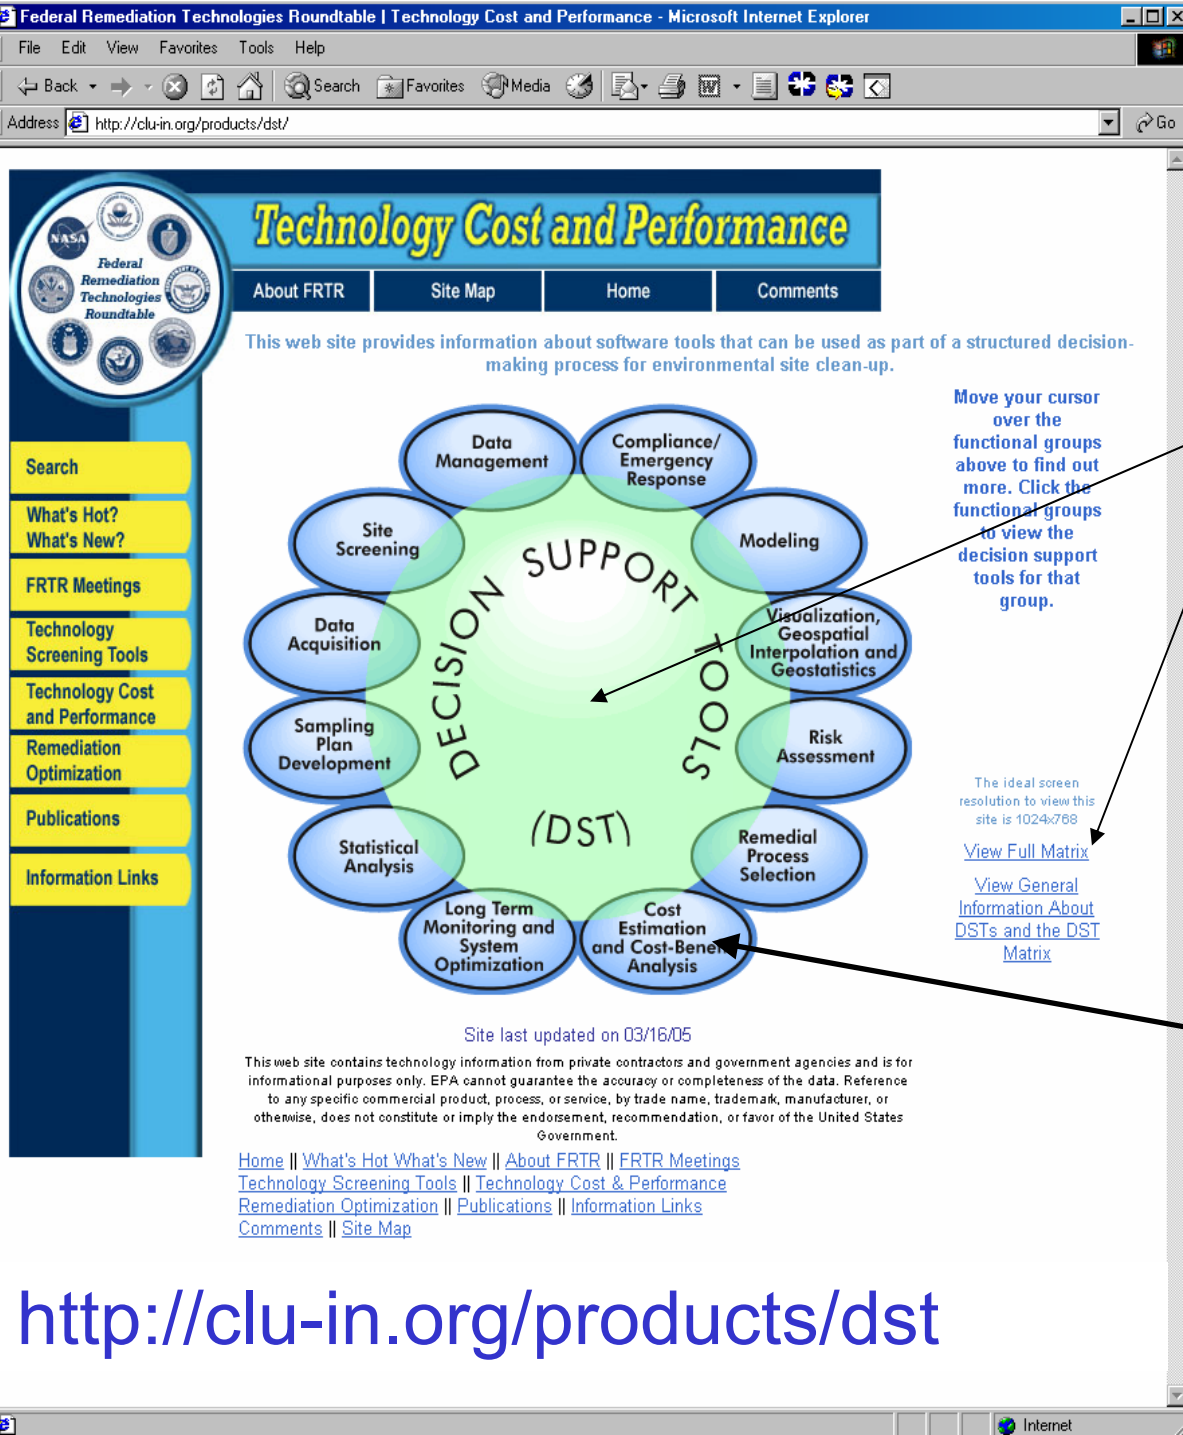 Federal Remediation Technologies Roundtable | Technology Cost and Performance - Microsoft Internet Explorer
File Edit View Favorites Tools Help
Back Search Favorites Media
Address http://clu-in.org/products/dst/ Go
NASA
Federal
Remediation
Technologies
Roundtable
Technology Cost and Performance
About FRTR Site Map Home Comments
This web site provides information about software tools that can be used as part of a structured decision-
making process for environmental site clean-up.
Search
What's Hot?
What's New?
FRTR Meetings
Technology
Screening Tools
Technology Cost
and Performance
Remediation
Optimization
Publications
Information Links
Data
Management
Compliance/
Emergency
Response
Site
Screening
Modeling
Data
Acquisition
Visualization,
Geospatial
Interpolation and
Geostatistics
Sampling
Plan
Development
Risk
Assessment
Statistical
Analysis
Remedial
Process
Selection
Long Term
Monitoring and
System
Optimization
Cost
Estimation
and Cost-Benefit
Analysis
DECISION SUPPORT TOOLS
(DST)
Move your cursor
over the
functional groups
above to find out
more. Click the
functional groups
to view the
decision support
tools for that
group.
The ideal screen
resolution to view this
site is 1024x768
View Full Matrix
View General
Information About
DSTs and the DST
Matrix
Site last updated on 03/16/05
This web site contains technology information from private contractors and government agencies and is for
informational purposes only. EPA cannot guarantee the accuracy or completeness of the data. Reference
to any specific commercial product, process, or service, by trade name, trademark, manufacturer, or
otherwise, does not constitute or imply the endorsement, recommendation, or favor of the United States
Government.
Home || What's Hot What's New || About FRTR || FRTR Meetings
Technology Screening Tools || Technology Cost & Performance
Remediation Optimization || Publications || Information Links
Comments || Site Map
http://clu-in.org/products/dst
Internet